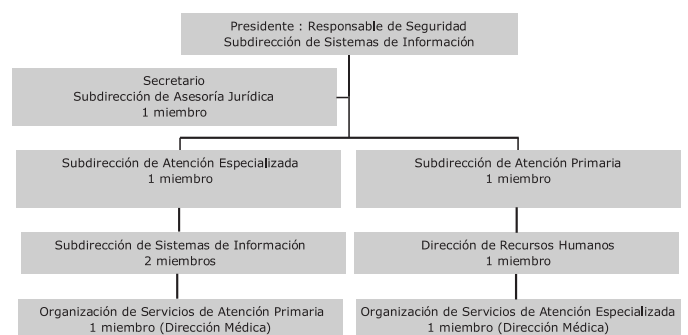 Presidente : Responsable de Seguridad
Subdirección de Sistemas de Información
Secretario
Subdirección de Asesoría Jurídica
1 miembro
Subdirección de Atención Especializada
1 miembro
Subdirección de Atención Primaria
1 miembro
Subdirección de Sistemas de Información
2 miembros
Dirección de Recursos Humanos
1 miembro
Organización de Servicios de Atención Primaria
1 miembro (Dirección Médica)
Organización de Servicios de Atención Especializada
1 miembro (Dirección Médica)